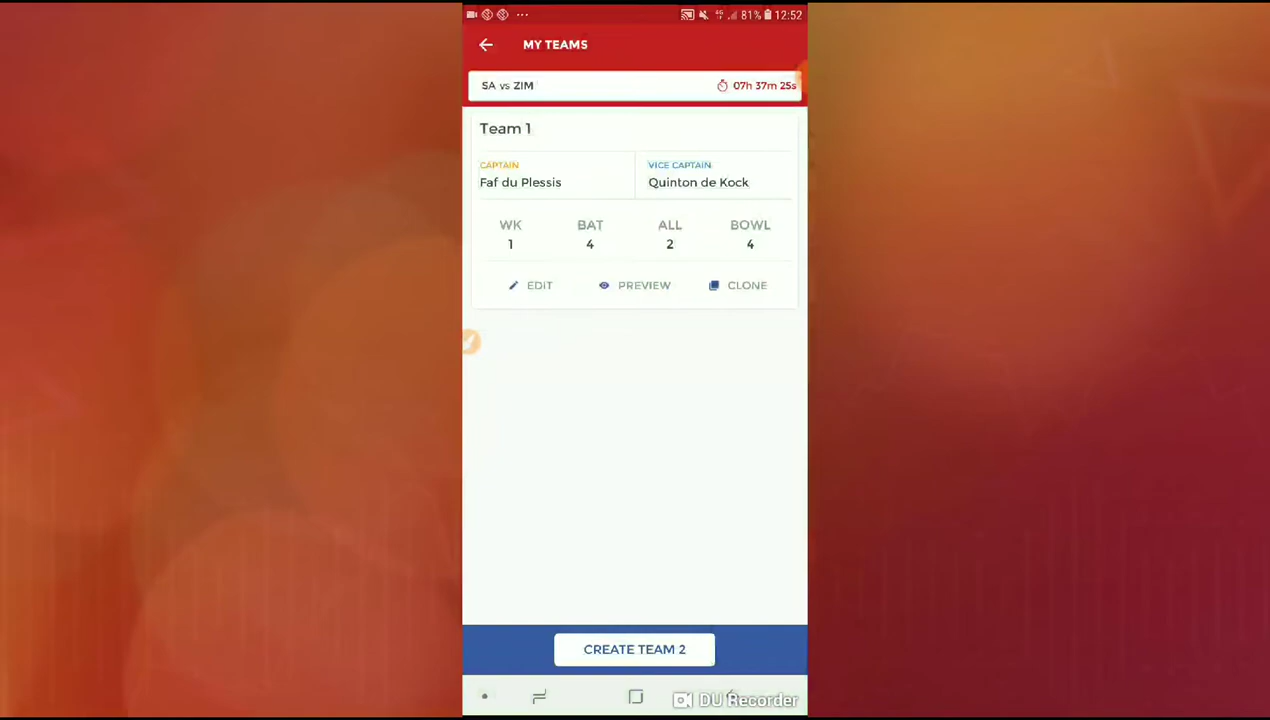 ... 4G 81% 12:52
MY TEAMS
SA vs ZIM 07h 37m 25s
Team 1
CAPTAIN VICE CAPTAIN
Faf du Plessis Quinton de Kock
WK BAT ALL BOWL
1 4 2 4
EDIT PREVIEW CLONE
CREATE TEAM 2
DU Recorder